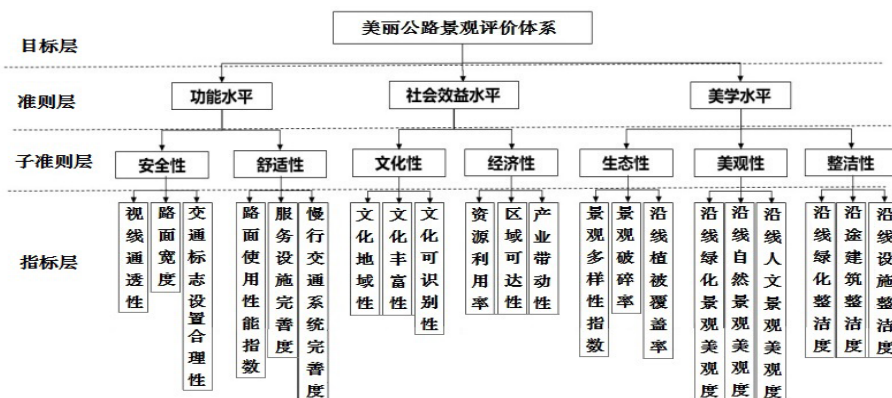 美丽公路景观评价体系
目标层
准则层
功能水平
社会效益水平
美学水平
子准则层
安全性
舒适性
文化性
经济性
生态性
美观性
整洁性
指标层
视线通透性
路面宽度
交通标志设置合理性
路面使用性能指数
服务设施完善度
慢行交通系统完善度
文化地域性
文化丰富性
文化可识别性
资源利用率
区域可达性
产业带动性
景观多样性指数
景观破碎率
沿线植被覆盖率
沿线绿化景观美观度
沿线自然景观美观度
沿线人文景观美观度
沿线绿化整洁度
沿途建筑整洁度
沿线设施整洁度